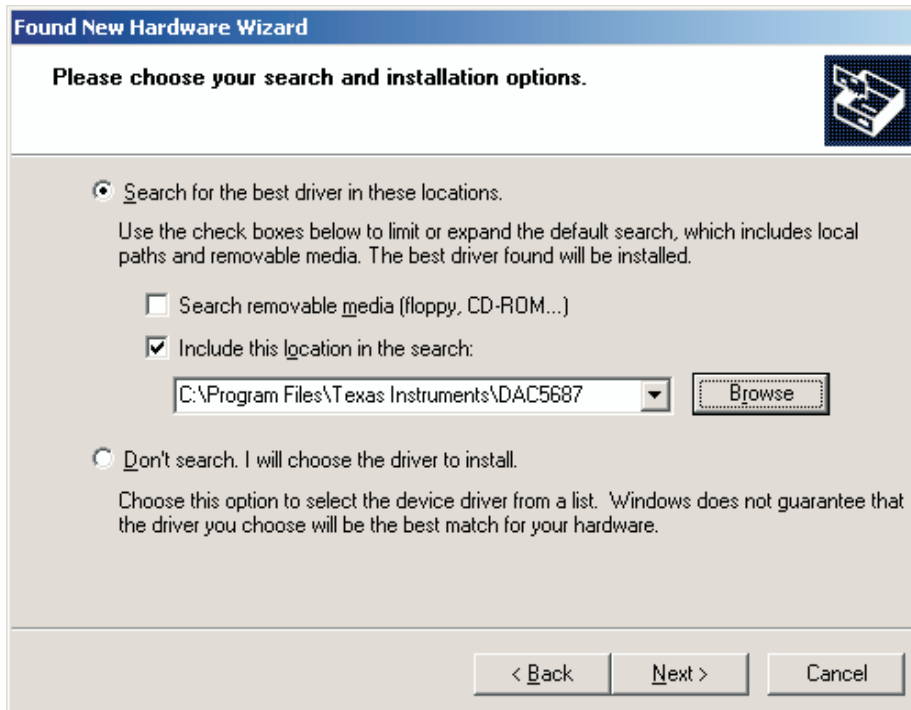 Found New Hardware Wizard
Please choose your search and installation options.
Search for the best driver in these locations.
Use the check boxes below to limit or expand the default search, which includes local
paths and removable media. The best driver found will be installed.
Search removable media (floppy, CD-ROM...)
Include this location in the search:
C:\Program Files\Texas Instruments\DAC5687
Browse
Don't search. I will choose the driver to install.
Choose this option to select the device driver from a list.  Windows does not guarantee that
the driver you choose will be the best match for your hardware.
< Back
Next >
Cancel